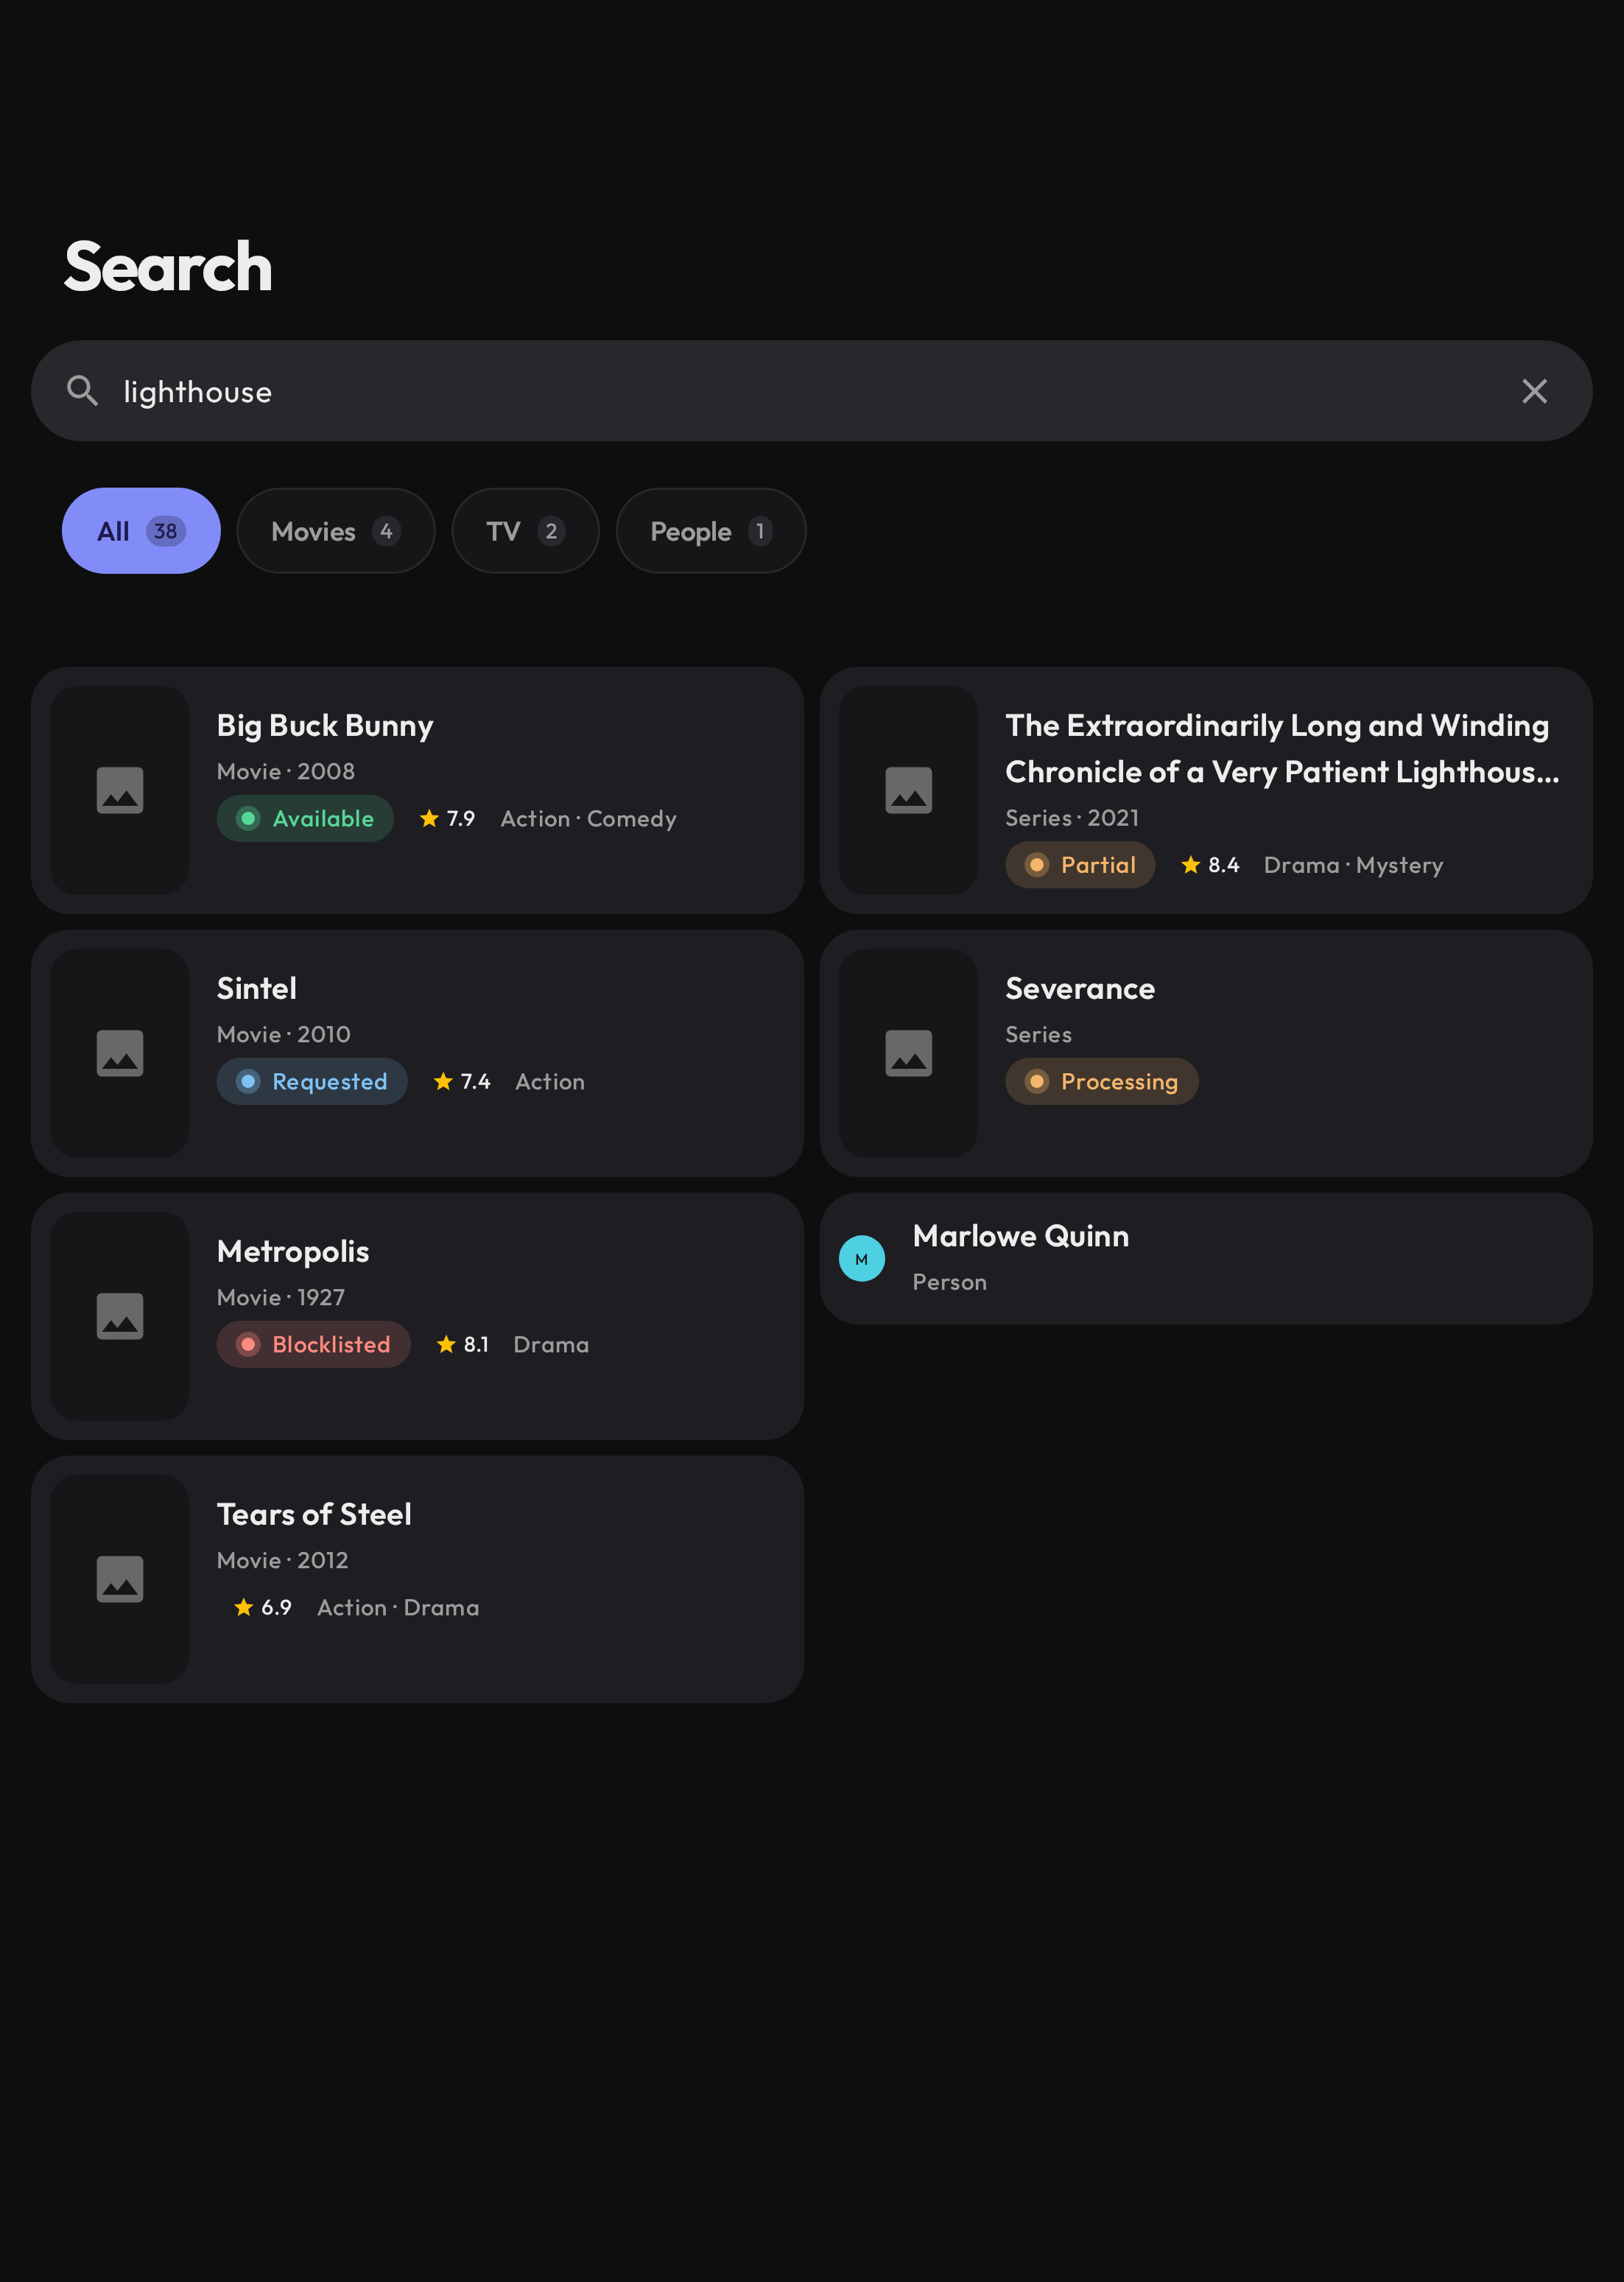 Search
lighthouse
All 38
Movies 4
TV 2
People 1
Big Buck Bunny
Movie · 2008
Available 7.9 Action · Comedy
The Extraordinarily Long and Winding
Chronicle of a Very Patient Lighthous...
Series · 2021
Partial 8.4 Drama · Mystery
Sintel
Movie · 2010
Requested 7.4 Action
Severance
Series
Processing
Metropolis
Movie · 1927
Blocklisted 8.1 Drama
M
Marlowe Quinn
Person
Tears of Steel
Movie · 2012
6.9 Action · Drama